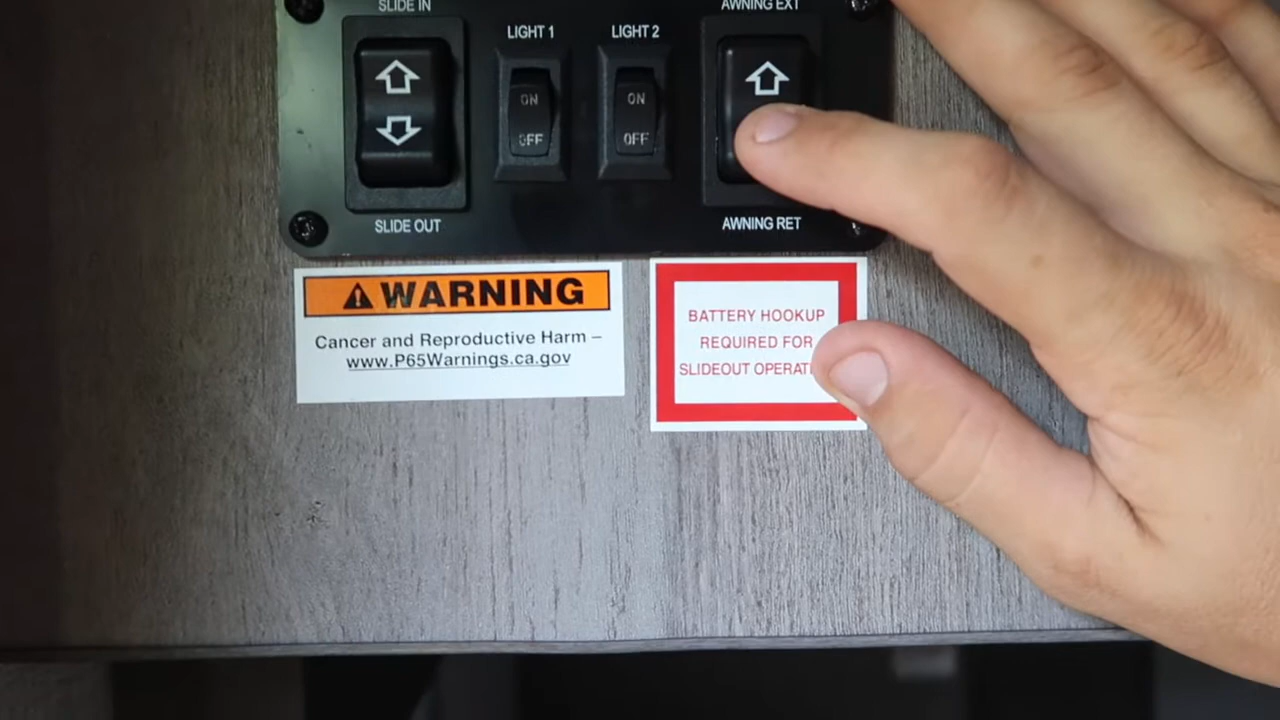 SLIDE IN
AWNING EXT
LIGHT 1
LIGHT 2
ON
OFF
ON
OFF
SLIDE OUT
AWNING RET
WARNING
Cancer and Reproductive Harm –
www.P65Warnings.ca.gov
BATTERY HOOKUP
REQUIRED FOR
SLIDEOUT